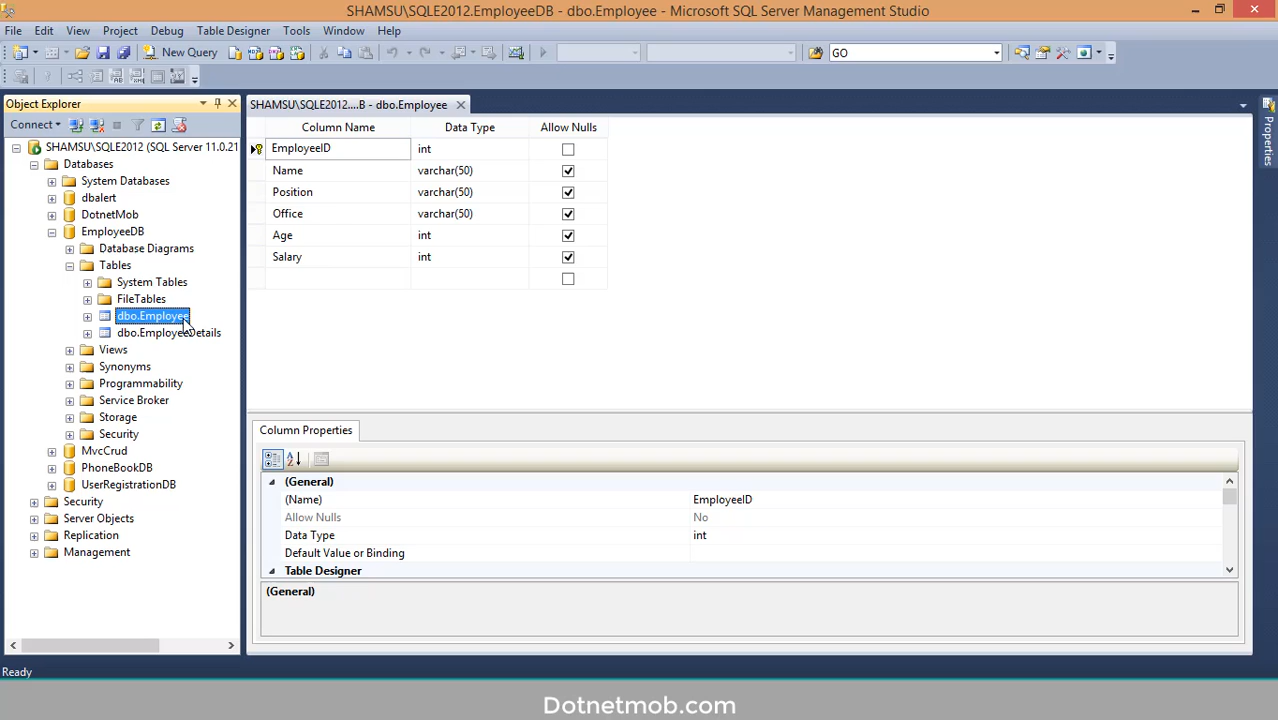 SHAMSU\SQLE2012.EmployeeDB - dbo.Employee - Microsoft SQL Server Management Studio
File Edit View Project Debug Table Designer Tools Window Help
New Query GO
Object Explorer
Connect
SHAMSU\SQLE2012 (SQL Server 11.0.21
Databases
System Databases
dbalert
DotnetMob
EmployeeDB
Database Diagrams
Tables
System Tables
FileTables
dbo.Employee
dbo.EmployeeDetails
Views
Synonyms
Programmability
Service Broker
Storage
Security
MvcCrud
PhoneBookDB
UserRegistrationDB
Security
Server Objects
Replication
Management
SHAMSU\SQLE2012....B - dbo.Employee
Column Name Data Type Allow Nulls
EmployeeID int
Name varchar(50)
Position varchar(50)
Office varchar(50)
Age int
Salary int
Column Properties
(General)
(Name) EmployeeID
Allow Nulls No
Data Type int
Default Value or Binding
Table Designer
(General)
Properties
Ready
Dotnetmob.com